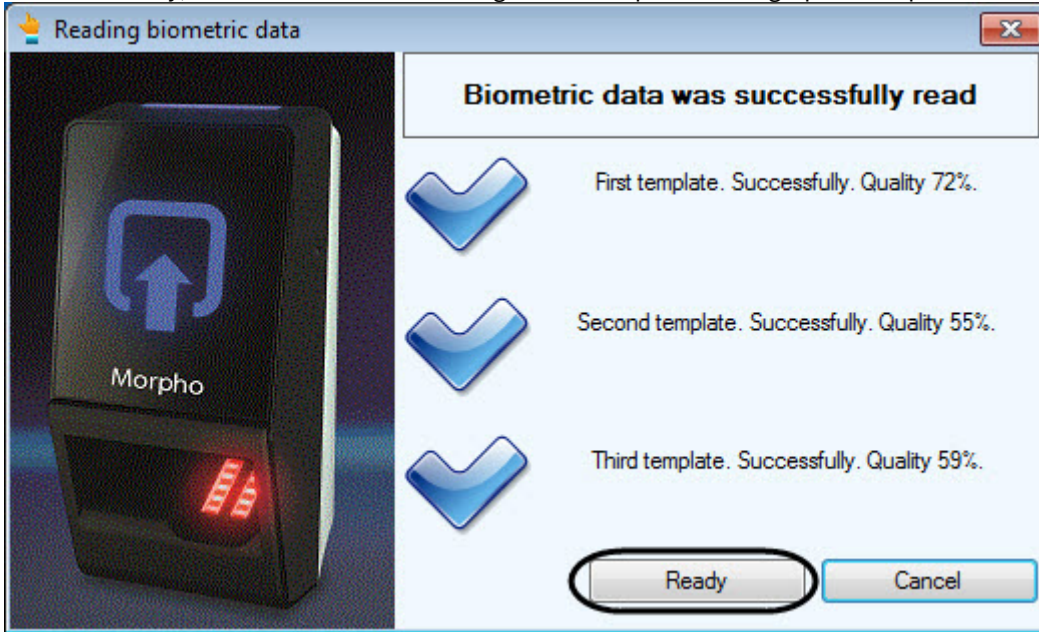 Reading biometric data
Biometric data was successfully read
First template. Successfully. Quality 72%.
Second template. Successfully. Quality 55%.
Morpho
Third template. Successfully. Quality 59%.
Ready
Cancel